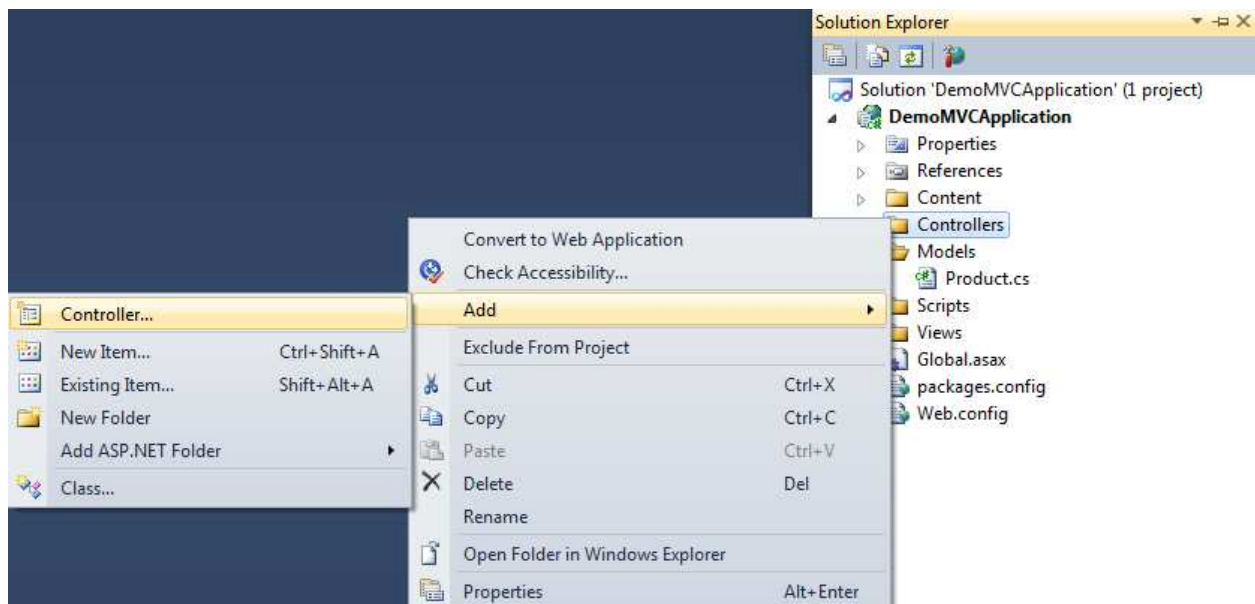 Solution Explorer
Solution 'DemoMVCApplication' (1 project)
DemoMVCApplication
Properties
References
Content
Controllers
Models
Product.cs
Scripts
Views
Global.asax
packages.config
Web.config
Convert to Web Application
Check Accessibility...
Add
Exclude From Project
Cut Ctrl+X
Copy Ctrl+C
Paste Ctrl+V
Delete Del
Rename
Open Folder in Windows Explorer
Properties Alt+Enter
Controller...
New Item... Ctrl+Shift+A
Existing Item... Shift+Alt+A
New Folder
Add ASP.NET Folder
Class...